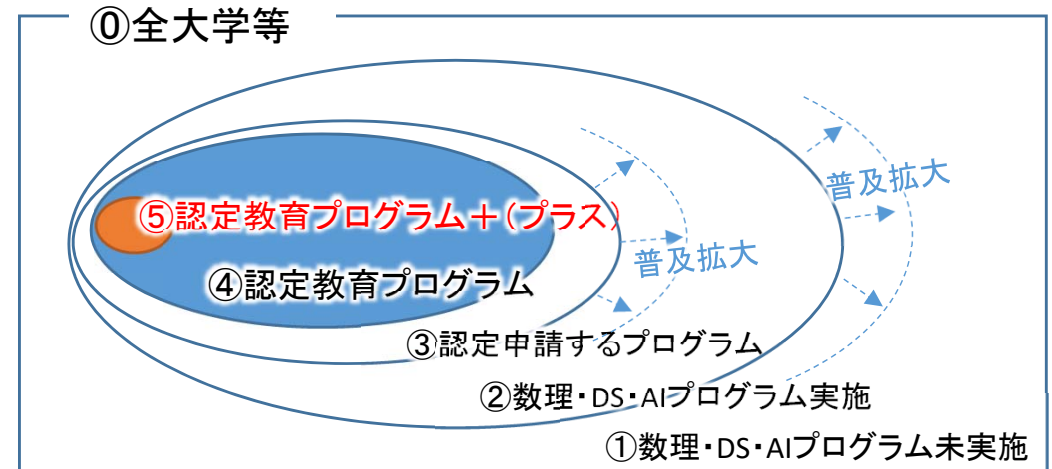 ⓪全大学等
普及拡大
⑤認定教育プログラム＋(プラス)
普及拡大
④認定教育プログラム
③認定申請するプログラム
②数理・DS・AIプログラム実施
①数理・DS・AIプログラム未実施